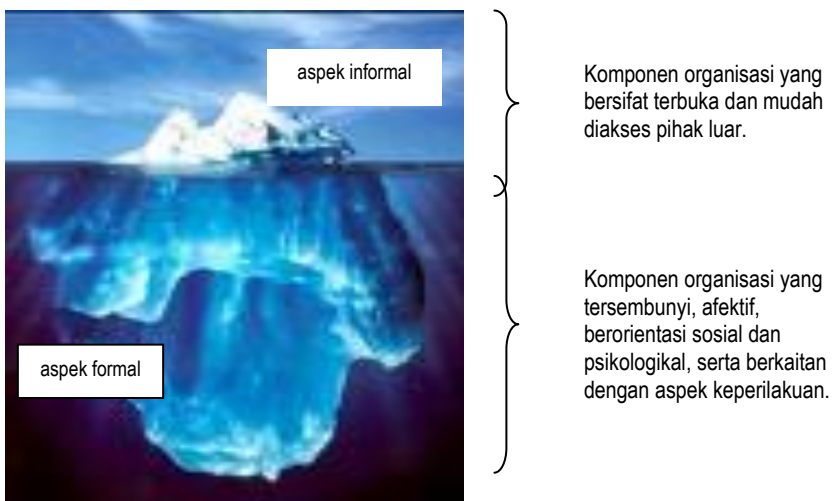 aspek informal
Komponen organisasi yang
bersifat terbuka dan mudah
diakses pihak luar.
Komponen organisasi yang
tersembunyi, afektif,
berorientasi sosial dan
psikologikal, serta berkaitan
dengan aspek keperilakuan.
aspek formal